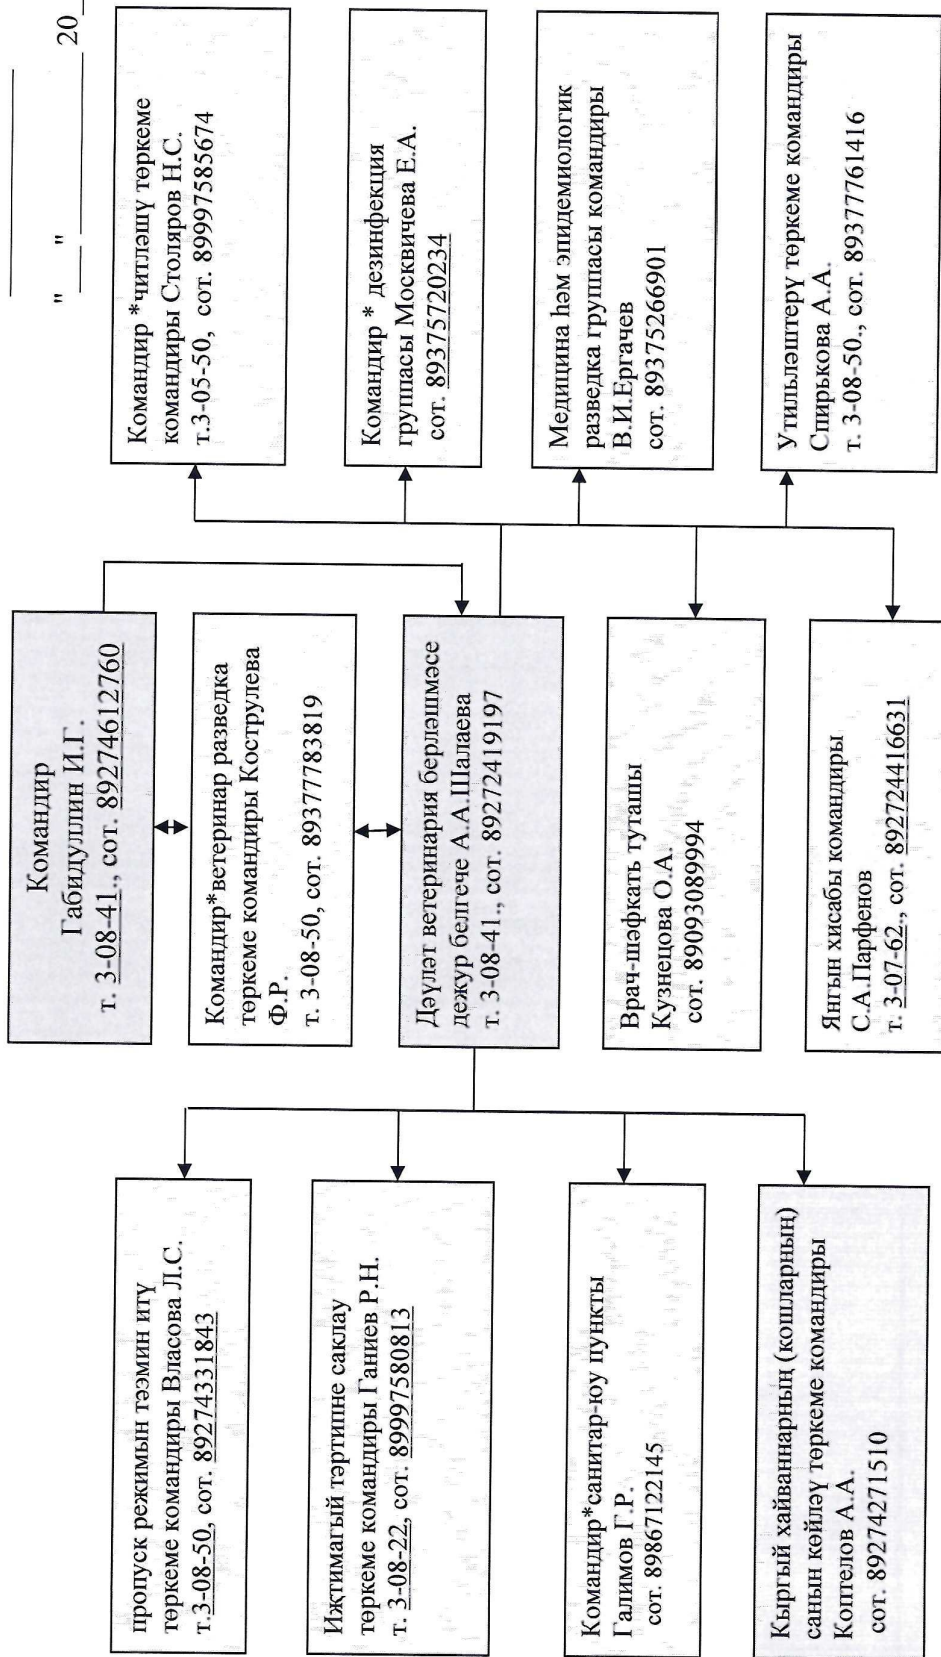 " " 20
Командир
Габидуллин И.Г.
т. 3-08-41., сот. 89274612760
Командир*ветеринар разведка
төркеме командиры Кострулева
Ф.Р.
т. 3-08-50, сот. 89377783819
Дәүләт ветеринария берләшмәсе
дежур белгече А.А.Шалаева
т. 3-08-41., сот. 89272419197
пропуск режимын тәэмин итү
төркеме командиры Власова Л.С.
т.3-08-50, сот. 89274331843
Иҗтимагый тәртипне саклау
төркеме командиры Ганиев Р.Н.
т. 3-08-22, сот. 89997580813
Командир*санитар-юу пункты
Галимов Г.Р.
сот. 89867122145
Кыргый хайваннарның (кошларның)
санын көйләү төркеме командиры
Коптелов А.А.
сот. 89274271510
Врач-шәфкать туташы
Кузнецова О.А.
сот. 89093089994
Янгын хисабы командиры
С.А.Парфенов
т. 3-07-62., сот. 892724416631
Командир *читләшү төркеме
командиры Столяров Н.С.
т.3-05-50, сот. 89997585674
Командир * дезинфекция
группасы Москвичева Е.А.
сот. 89375720234
Медицина һәм эпидемиологик
разведка группасы командиры
В.И.Ергачев
сот. 89375266901
Утильләштерү төркеме командиры
Спирькова А.А.
т. 3-08-50., сот. 89377761416